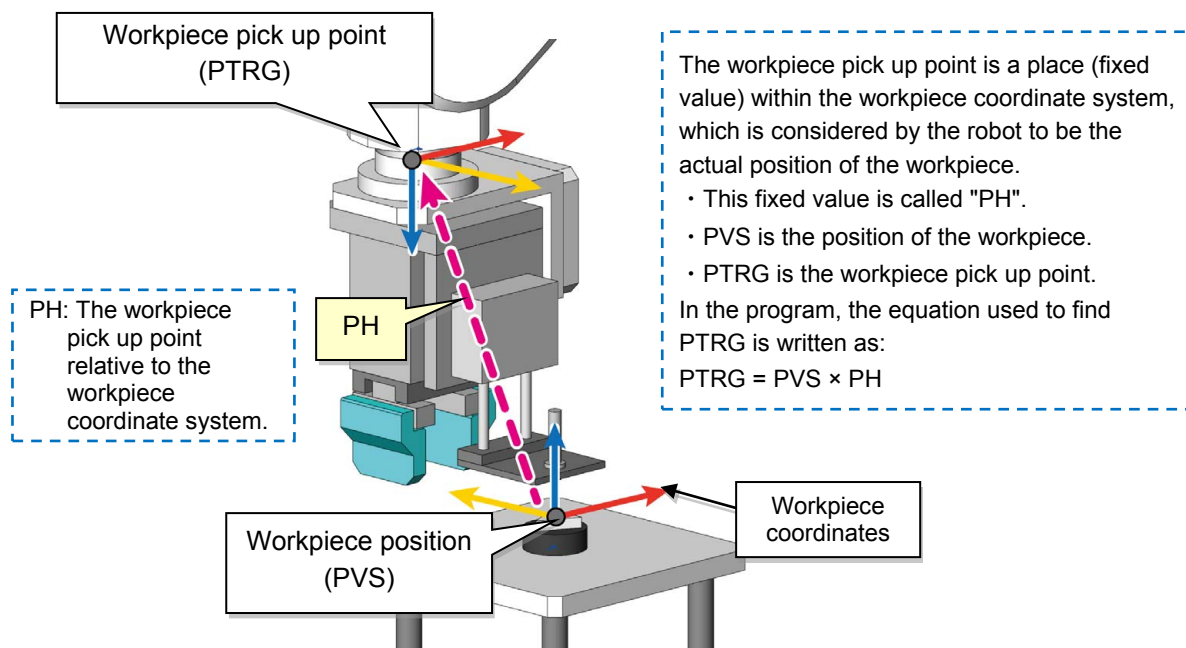 Workpiece pick up point
(PTRG)
The workpiece pick up point is a place (fixed
value) within the workpiece coordinate system,
which is considered by the robot to be the
actual position of the workpiece.
・This fixed value is called "PH".
・PVS is the position of the workpiece.
・PTRG is the workpiece pick up point.
In the program, the equation used to find
PTRG is written as:
PTRG = PVS × PH
PH: The workpiece
pick up point
relative to the
workpiece
coordinate system.
PH
Workpiece position
(PVS)
Workpiece
coordinates